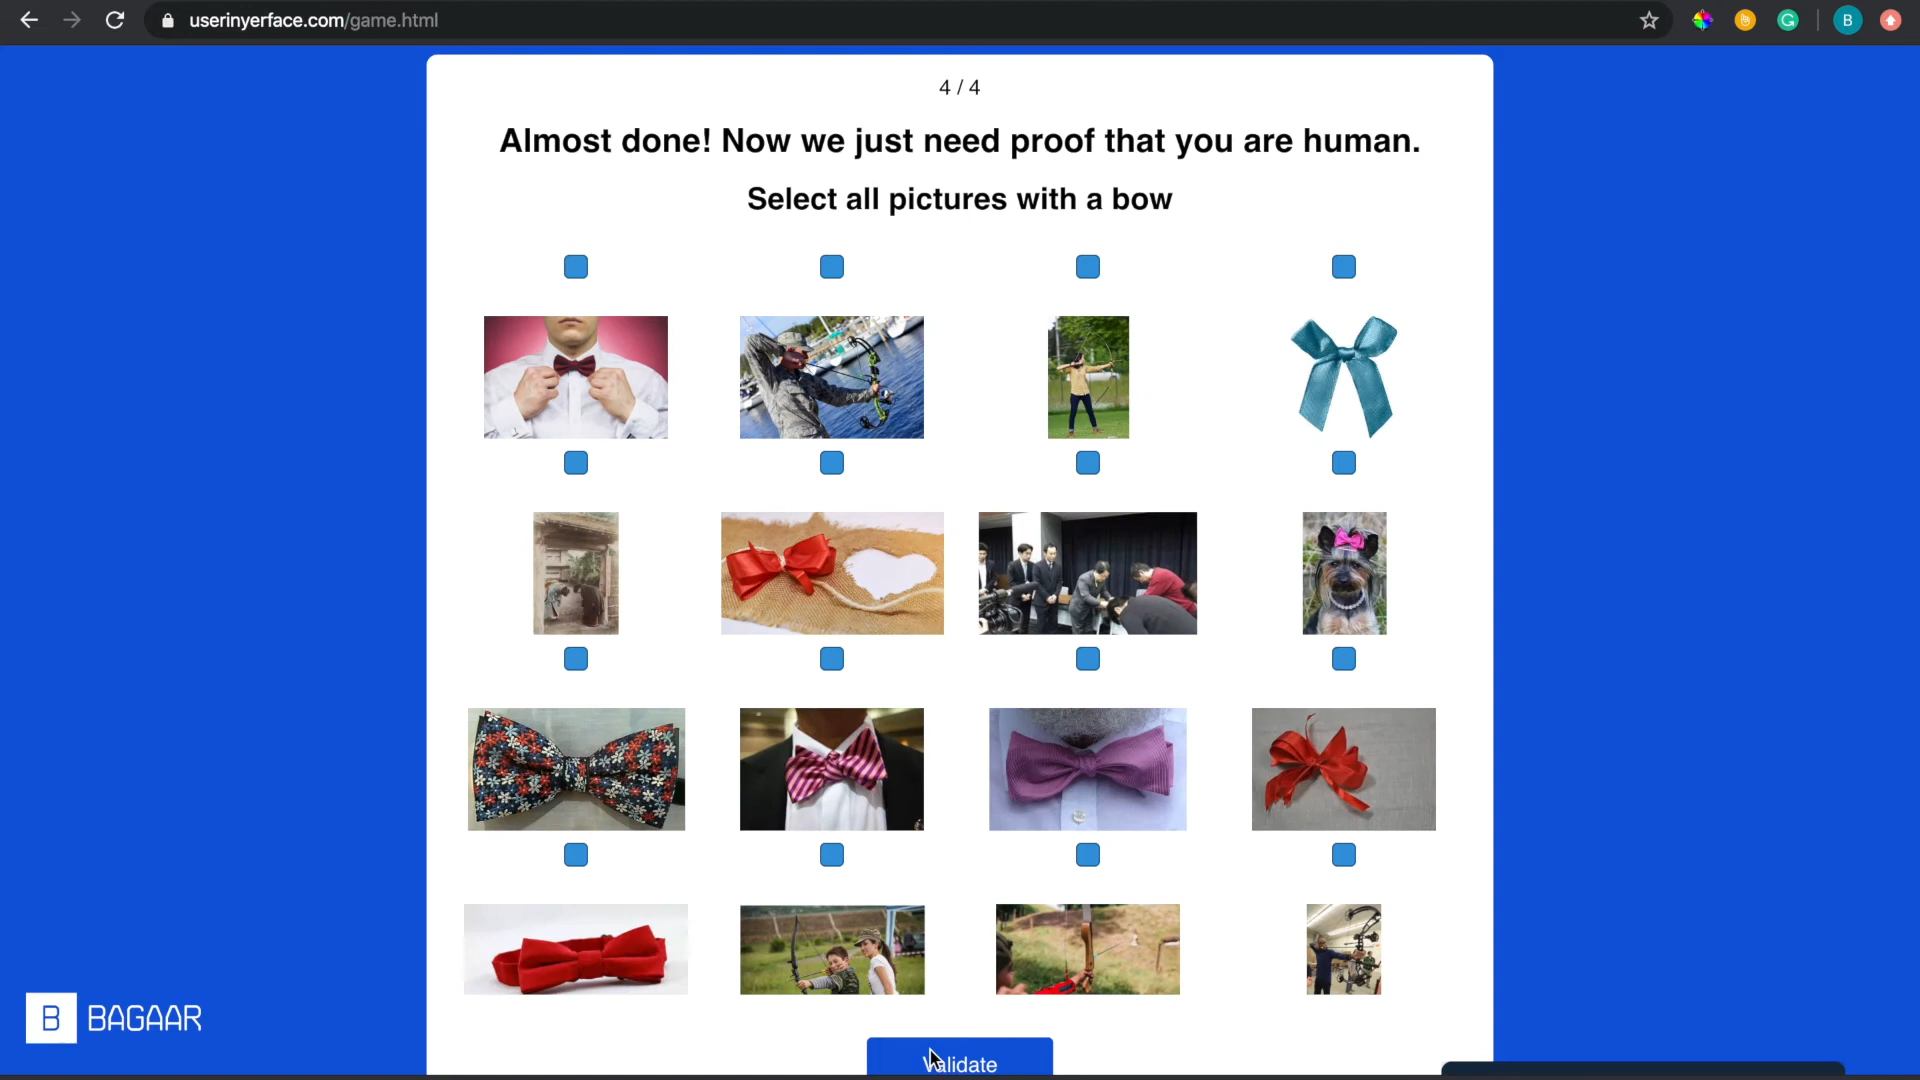 userinyerface.com/game.html
B
4 / 4
Almost done! Now we just need proof that you are human.
Select all pictures with a bow
B BAGAAR
Validate